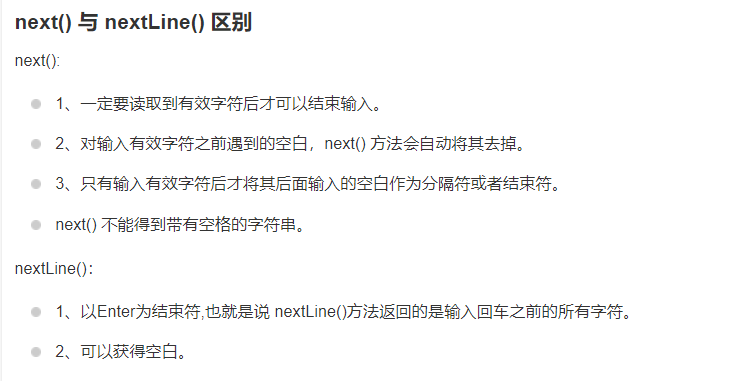 next() 与 nextLine() 区别
next():
1、一定要读取到有效字符后才可以结束输入。
2、对输入有效字符之前遇到的空白，next() 方法会自动将其去掉。
3、只有输入有效字符后才将其后面输入的空白作为分隔符或者结束符。
next() 不能得到带有空格的字符串。
nextLine()：
1、以Enter为结束符,也就是说 nextLine()方法返回的是输入回车之前的所有字符。
2、可以获得空白。